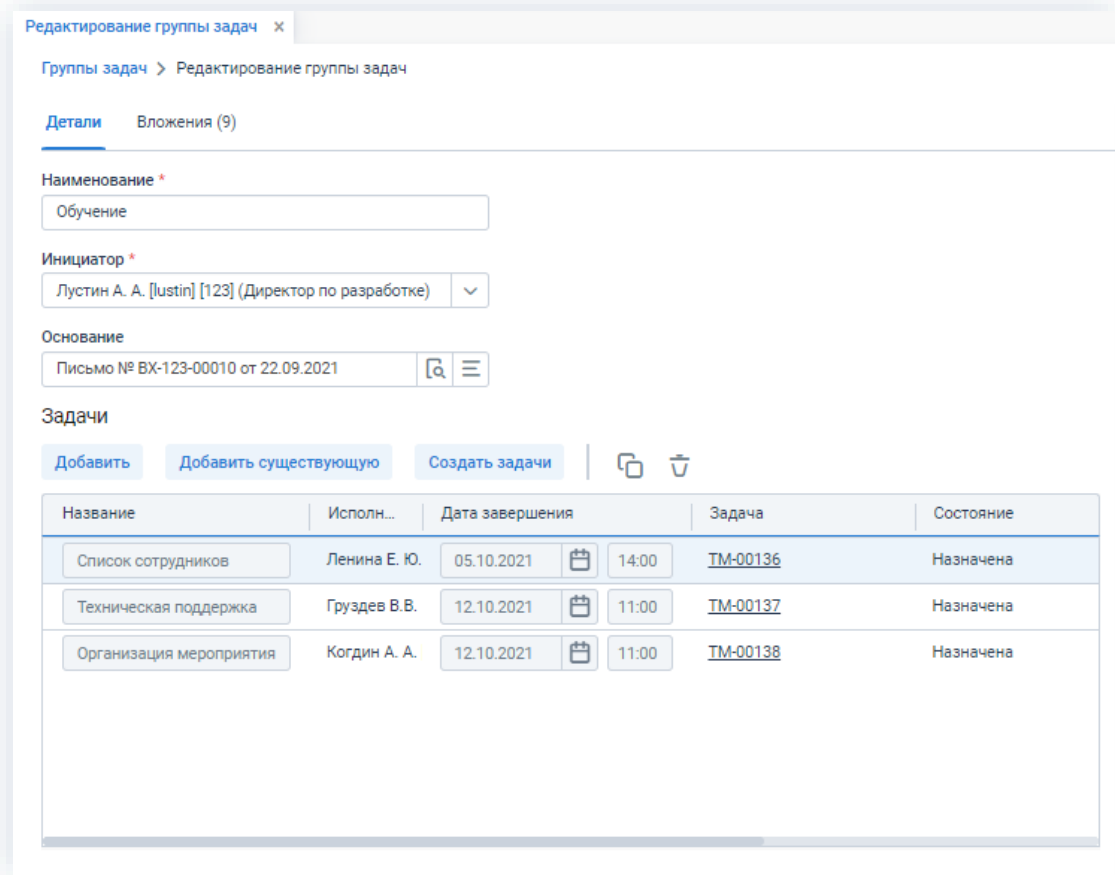 Редактирование группы задач ×
Группы задач > Редактирование группы задач
Детали Вложения (9)
Наименование *
Обучение
Инициатор *
Лустин А. А. [lustin] [123] (Директор по разработке)
Основание
Письмо № ВХ-123-00010 от 22.09.2021
Задачи
Добавить Добавить существующую Создать задачи
Название Исполн... Дата завершения Задача Состояние
Список сотрудников Ленина Е. Ю. 05.10.2021 14:00 ТМ-00136 Назначена
Техническая поддержка Груздев В.В. 12.10.2021 11:00 ТМ-00137 Назначена
Организация мероприятия Когдин А. А. 12.10.2021 11:00 ТМ-00138 Назначена